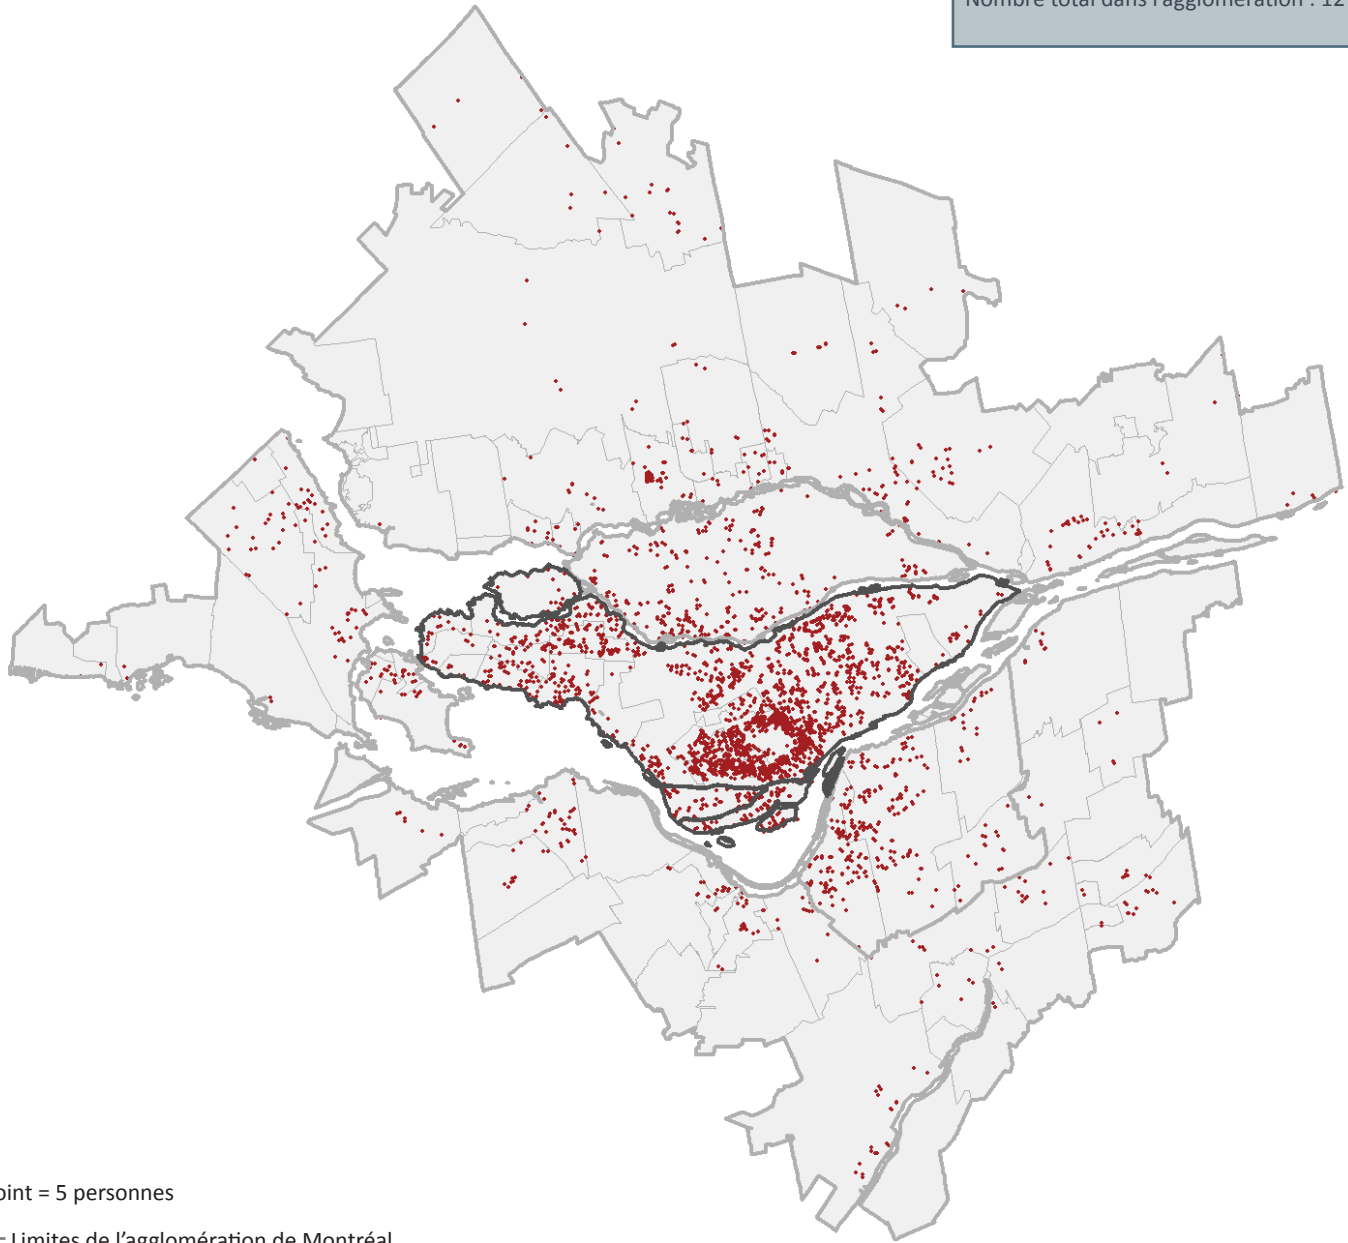 Nombre total dans l'agglomération : 12
oint = 5 personnes
Limites de l'agglomération de Montréal